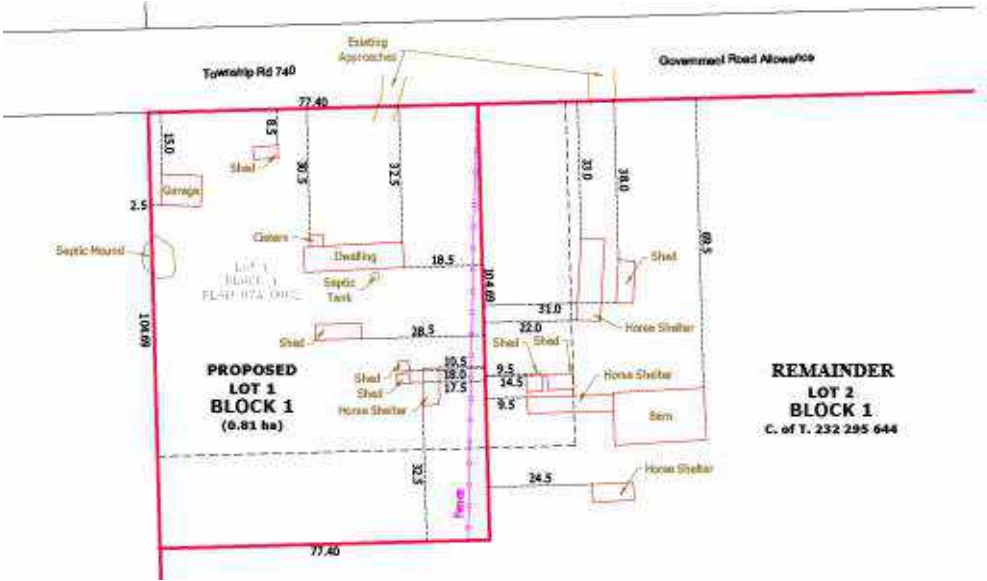 Existing
Approaches
Township Rd 740
Government Road Allowance
77.40
15.0
8.5
30.5
32.5
33.0
38.0
69.5
Shed
Garage
2.5
Septic Mound
Cistern
Dwelling
18.5
Septic
Tank
LOT 1
BLOCK 1
104.69
104.69
Shed
31.0
22.0
Horse Shelter
Shed
28.5
Shed
Shed
10.5
18.0
17.5
9.5
14.5
9.5
Shed
Shed
Horse Shelter
Horse Shelter
Barn
PROPOSED
LOT 1
BLOCK 1
(0.81 ha)
REMAINDER
LOT 2
BLOCK 1
C. of T. 232 295 644
32.5
Fence
24.5
Horse Shelter
77.40